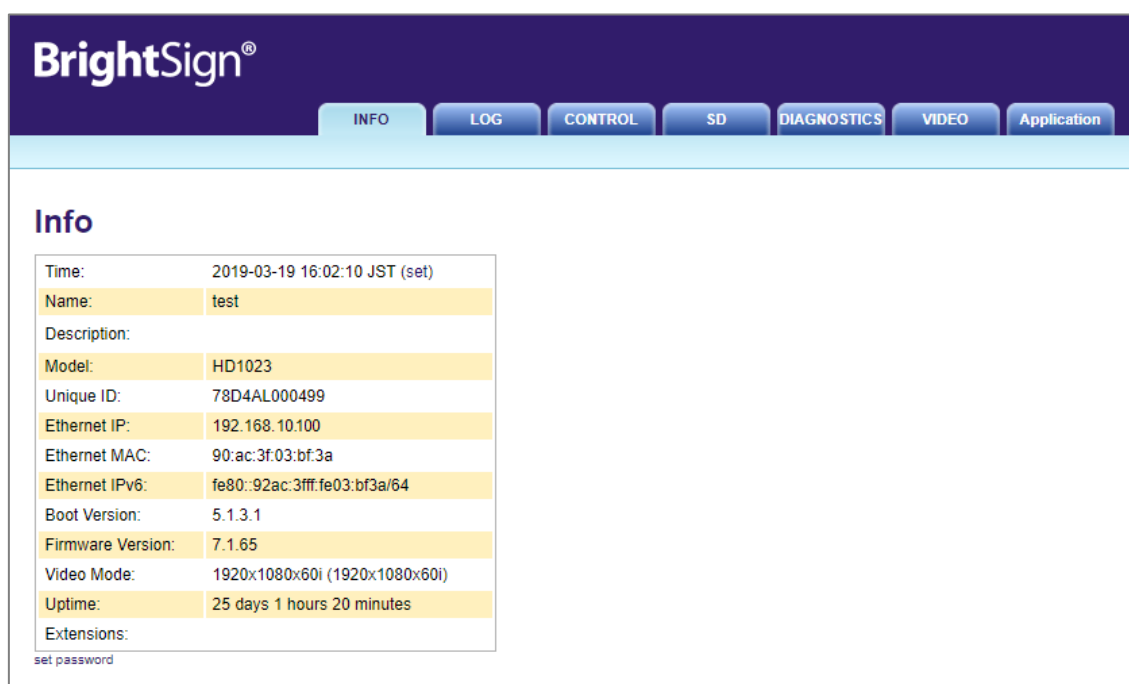 BrightSign®
INFO LOG CONTROL SD DIAGNOSTICS VIDEO Application
Info
Time: 2019-03-19 16:02:10 JST (set)
Name: test
Description:
Model: HD1023
Unique ID: 78D4AL000499
Ethernet IP: 192.168.10.100
Ethernet MAC: 90:ac:3f:03:bf:3a
Ethernet IPv6: fe80::92ac:3fff:fe03:bf3a/64
Boot Version: 5.1.3.1
Firmware Version: 7.1.65
Video Mode: 1920x1080x60i (1920x1080x60i)
Uptime: 25 days 1 hours 20 minutes
Extensions:
set password